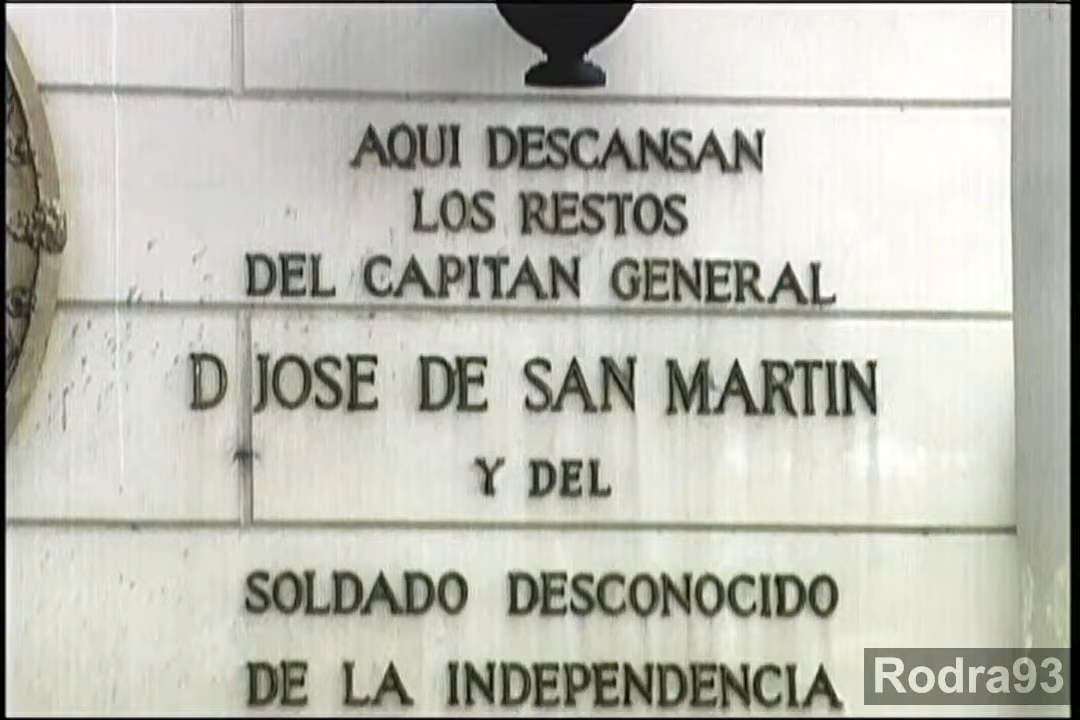 AQUI DESCANSAN
LOS RESTOS
DEL CAPITAN GENERAL
D JOSE DE SAN MARTIN
Y DEL
SOLDADO DESCONOCIDO
DE LA INDEPENDENCIA
Rodra93